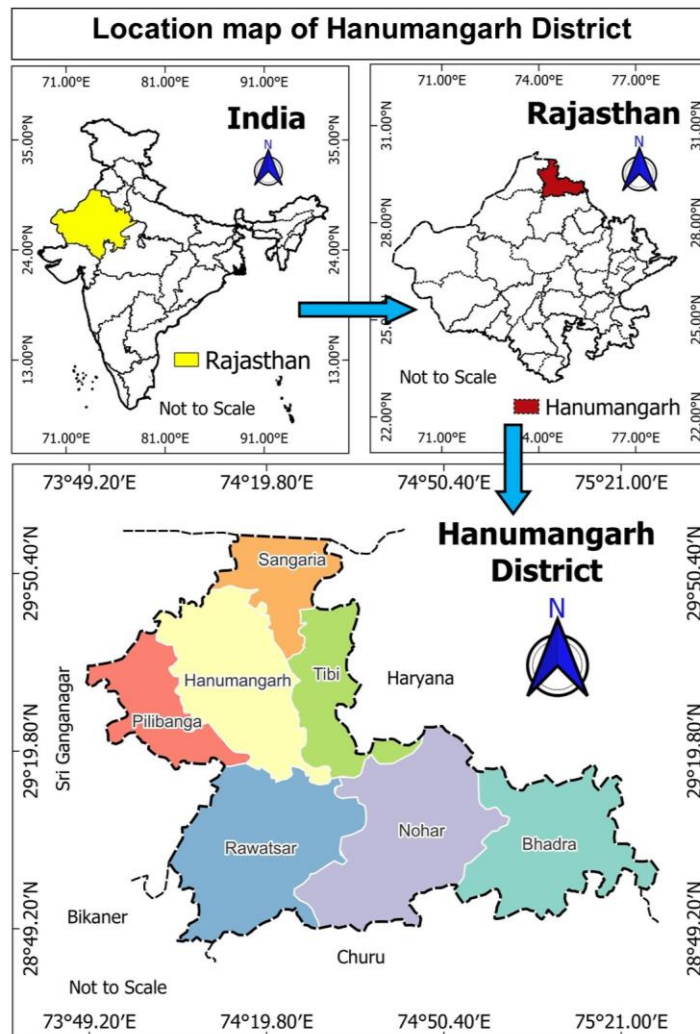 Location map of Hanumangarh District
71.00°E 81.00°E 91.00°E
India
N
35.00°N
35.00°N
24.00°N
24.00°N
13.00°N
13.00°N
Rajasthan
Not to Scale
71.00°E 81.00°E 91.00°E
71.00°E 74.00°E 77.00°E
Rajasthan
N
31.00°N
31.00°N
28.00°N
28.00°N
25.00°N
25.00°N
22.00°N
22.00°N
Not to Scale
Hanumangarh
71.00°E 74.00°E 77.00°E
73°49.20'E 74°19.80'E 74°50.40'E 75°21.00'E
Hanumangarh
District
N
29°50.40'N
29°50.40'N
Sangaria
Hanumangarh
Tibi
Haryana
Pilibanga
Sri Ganganagar
29°19.80'N
29°19.80'N
Rawatsar
Nohar
Bhadra
Bikaner
Churu
28°49.20'N
28°49.20'N
Not to Scale
73°49.20'E 74°19.80'E 74°50.40'E 75°21.00'E